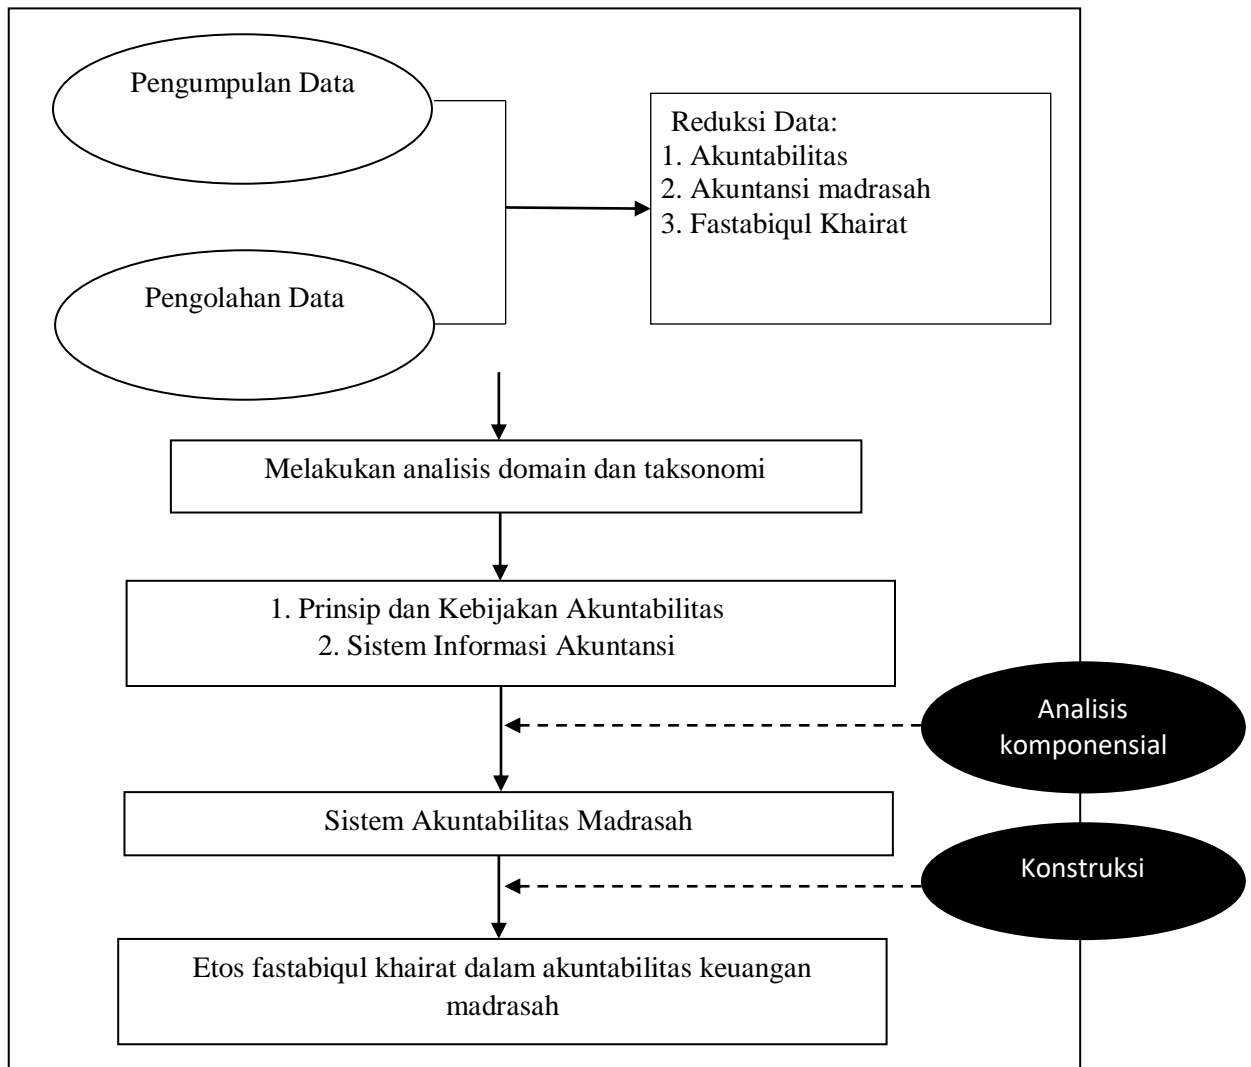 Pengumpulan Data
Reduksi Data:
1. Akuntabilitas
2. Akuntansi madrasah
3. Fastabiqul Khairat
Pengolahan Data
Melakukan analisis domain dan taksonomi
1. Prinsip dan Kebijakan Akuntabilitas
2. Sistem Informasi Akuntansi
Analisis
komponensial
Sistem Akuntabilitas Madrasah
Konstruksi
Etos fastabiqul khairat dalam akuntabilitas keuangan
madrasah